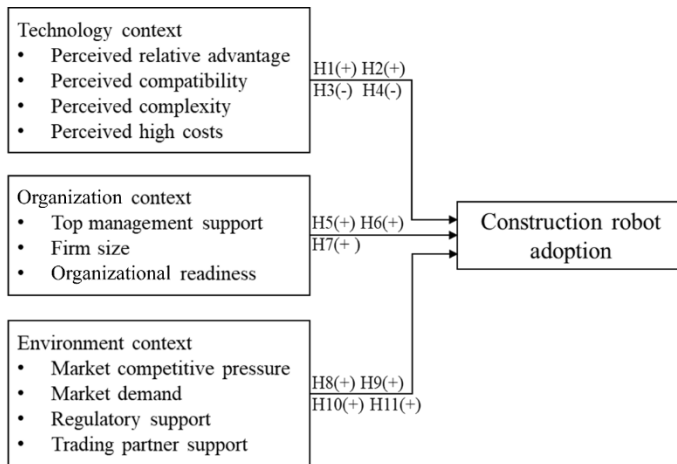 Technology context
• Perceived relative advantage
• Perceived compatibility
• Perceived complexity
• Perceived high costs
H1(+) H2(+)
H3(-) H4(-)
Organization context
• Top management support
• Firm size
• Organizational readiness
H5(+) H6(+)
H7(+ )
Construction robot
adoption
Environment context
• Market competitive pressure
• Market demand
• Regulatory support
• Trading partner support
H8(+) H9(+)
H10(+) H11(+)